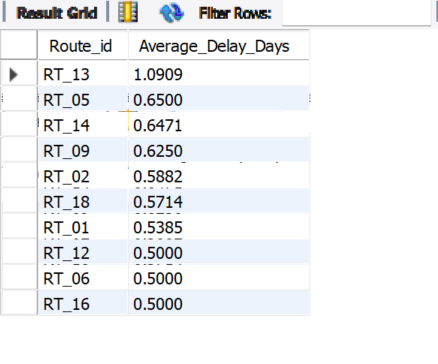 Result Grid Filter Rows:
Route_id Average_Delay_Days
RT_13 1.0909
RT_05 0.6500
RT_14 0.6471
RT_09 0.6250
RT_02 0.5882
RT_18 0.5714
RT_01 0.5385
RT_12 0.5000
RT_06 0.5000
RT_16 0.5000